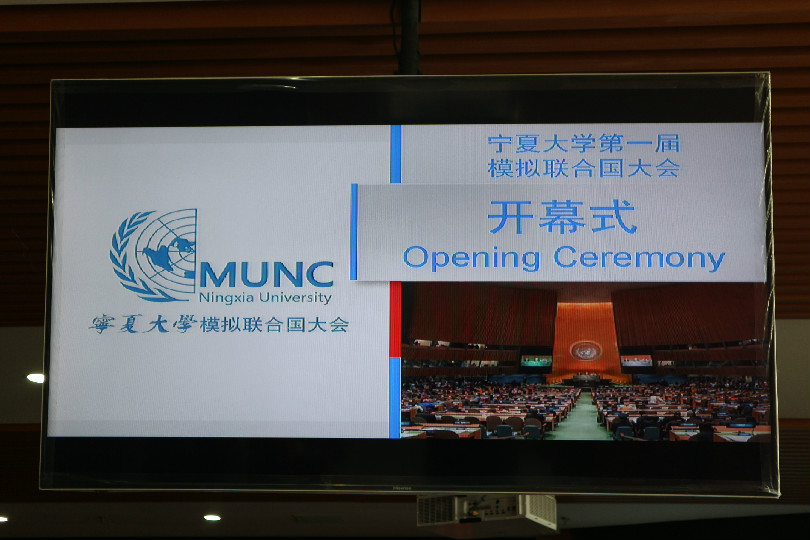 MUNC
Ningxia University
寧夏大學模拟联合国大会
宁夏大学第一届
模拟联合国大会
开幕式
Opening Ceremony